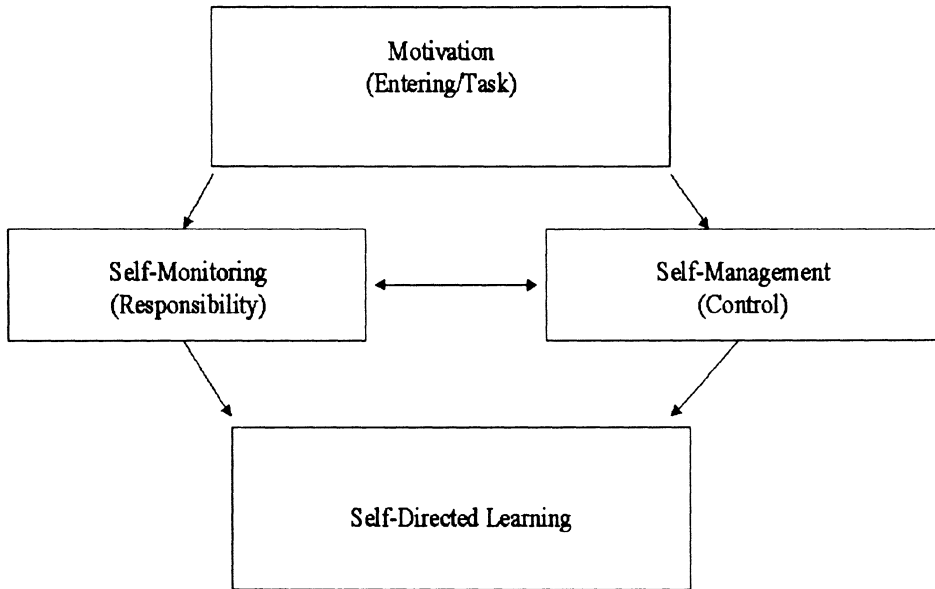 Motivation
(Entering/Task)
Self-Monitoring
(Responsibility)
Self-Management
(Control)
Self-Directed Learning